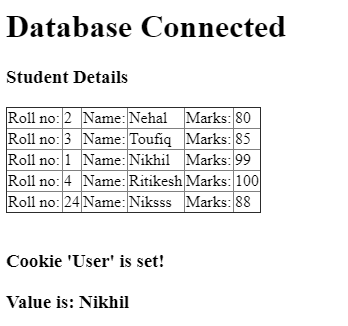 Database Connected
Student Details
Roll no: 2 Name: Nehal Marks: 80
Roll no: 3 Name: Toufiq Marks: 85
Roll no: 1 Name: Nikhil Marks: 99
Roll no: 4 Name: Ritikesh Marks: 100
Roll no: 24 Name: Niksss Marks: 88
Cookie 'User' is set!
Value is: Nikhil